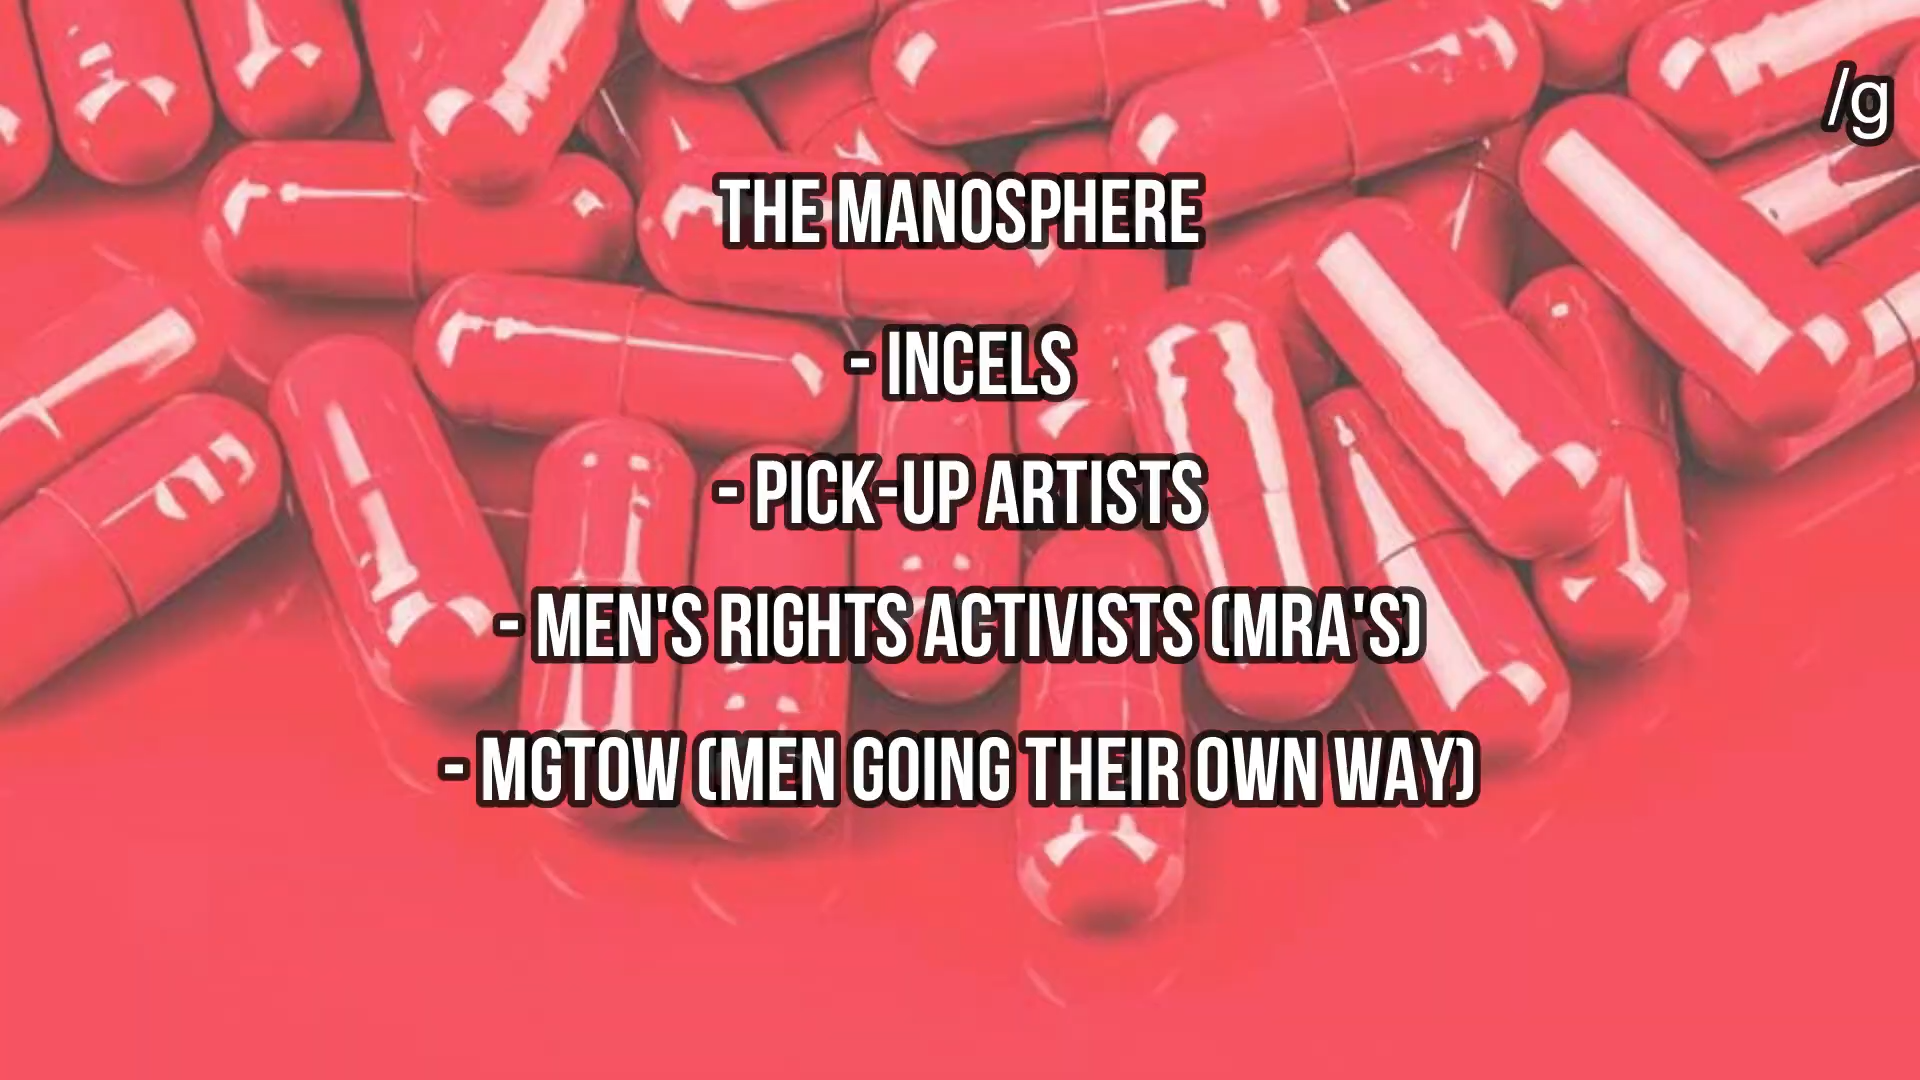 /g
THE MANOSPHERE
- INCELS
- PICK-UP ARTISTS
- MEN'S RIGHTS ACTIVISTS (MRA'S)
- MGTOW (MEN GOING THEIR OWN WAY)